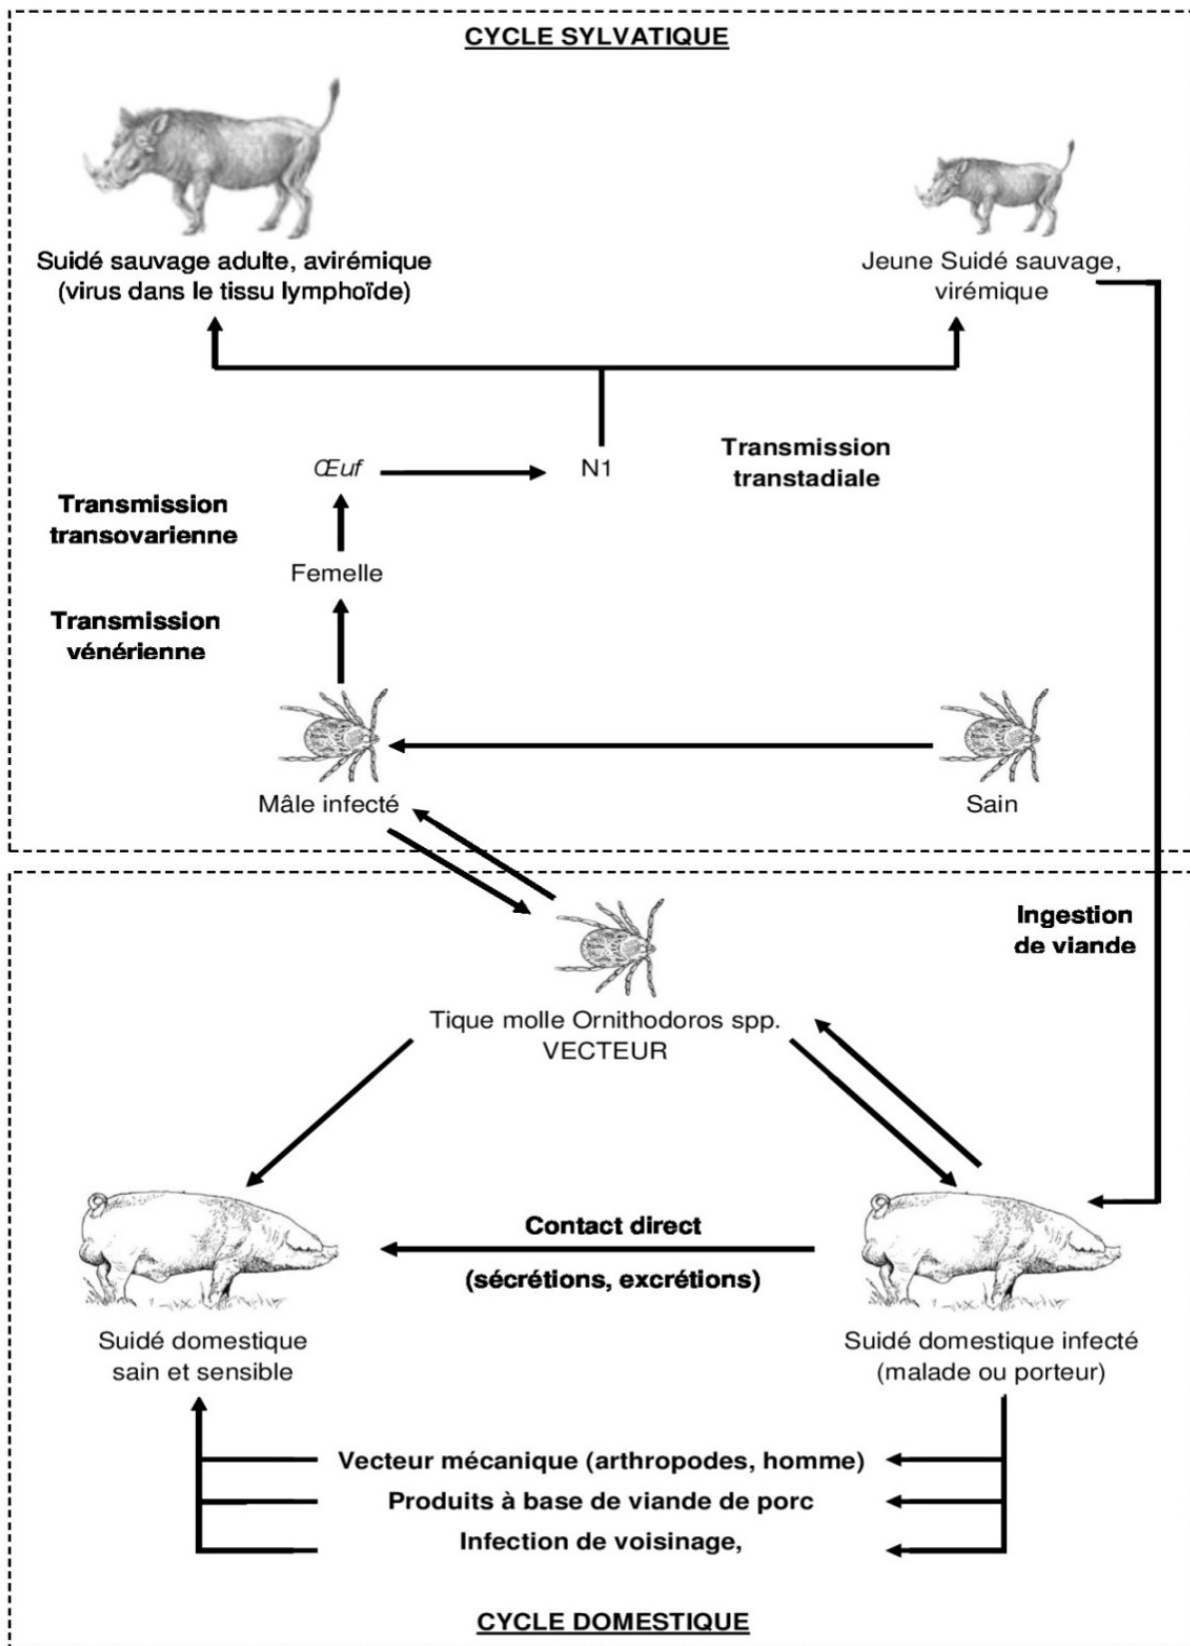 CYCLE SYLVATIQUE
Suidé sauvage adulte, avirémique
(virus dans le tissu lymphoïde)
Jeune Suidé sauvage,
virémique
Transmission
transtadiale
Œuf
N1
Transmission
transovarienne
Femelle
Transmission
vénérienne
Mâle infecté
Sain
Ingestion
de viande
Tique molle Ornithodoros spp.
VECTEUR
Contact direct
(sécrétions, excrétions)
Suidé domestique
sain et sensible
Suidé domestique infecté
(malade ou porteur)
Vecteur mécanique (arthropodes, homme)
Produits à base de viande de porc
Infection de voisinage,
CYCLE DOMESTIQUE